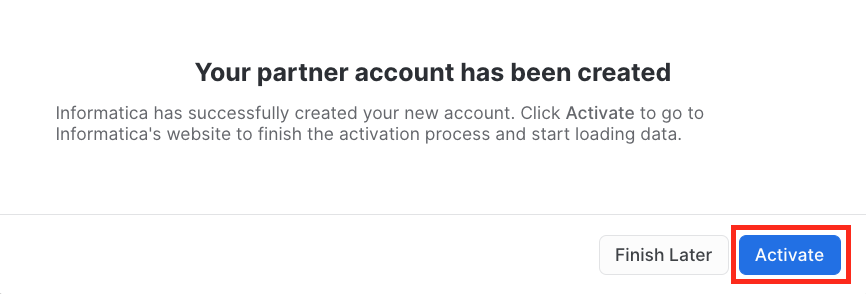 Your partner account has been created
Informatica has successfully created your new account. Click Activate to go to
Informatica's website to finish the activation process and start loading data.
Finish Later
Activate